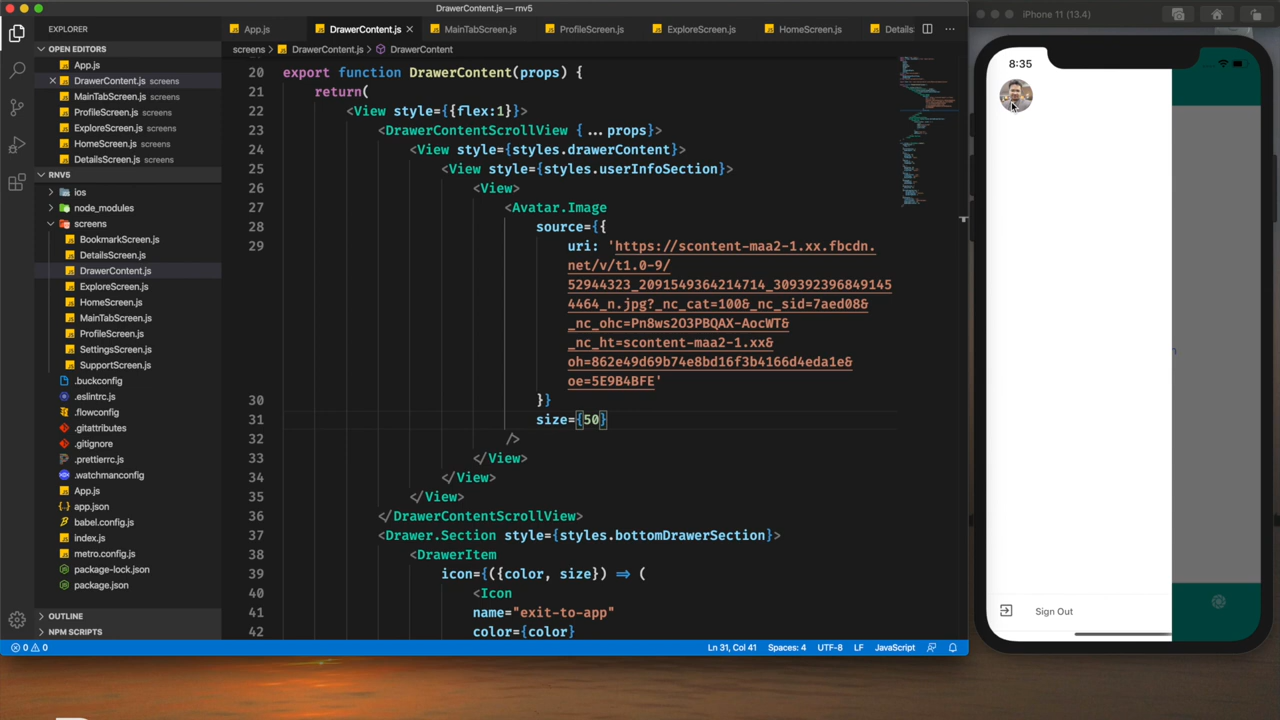 DrawerContent.js — rnv5
iPhone 11 (13.4)
EXPLORER
App.js
DrawerContent.js
MainTabScreen.js
ProfileScreen.js
ExploreScreen.js
HomeScreen.js
Details
OPEN EDITORS
App.js
DrawerContent.js screens
MainTabScreen.js screens
ProfileScreen.js screens
ExploreScreen.js screens
HomeScreen.js screens
DetailsScreen.js screens
RNV5
ios
node_modules
screens
BookmarkScreen.js
DetailsScreen.js
DrawerContent.js
ExploreScreen.js
HomeScreen.js
MainTabScreen.js
ProfileScreen.js
SettingsScreen.js
SupportScreen.js
.buckconfig
.eslintrc.js
.flowconfig
.gitattributes
.gitignore
.prettierrc.js
.watchmanconfig
App.js
app.json
babel.config.js
index.js
metro.config.js
package-lock.json
package.json
OUTLINE
NPM SCRIPTS
screens > DrawerContent.js > DrawerContent
20 export function DrawerContent(props) {
21 return(
22 <View style={{flex:1}}>
23 <DrawerContentScrollView {...props}>
24 <View style={styles.drawerContent}>
25 <View style={styles.userInfoSection}>
26 <View>
27 <Avatar.Image
28 source={{
29 uri: 'https://scontent-maa2-1.xx.fbcdn.
net/v/t1.0-9/
52944323_2091549364214714_309392396849145
4464_n.jpg?_nc_cat=100&_nc_sid=7aed08&
_nc_ohc=Pn8ws2O3PBQAX-AocWT&
_nc_ht=scontent-maa2-1.xx&
oh=862e49d69b74e8bd16f3b4166d4eda1e&
oe=5E9B4BFE'
30 }}
31 size={50}
32 />
33 </View>
34 </View>
35 </View>
36 </DrawerContentScrollView>
37 <Drawer.Section style={styles.bottomDrawerSection}>
38 <DrawerItem
39 icon={({color, size}) => (
40 <Icon
41 name="exit-to-app"
42 color={color}
8:35
Sign Out
0 0
Ln 31, Col 41
Spaces: 4
UTF-8
LF
JavaScript